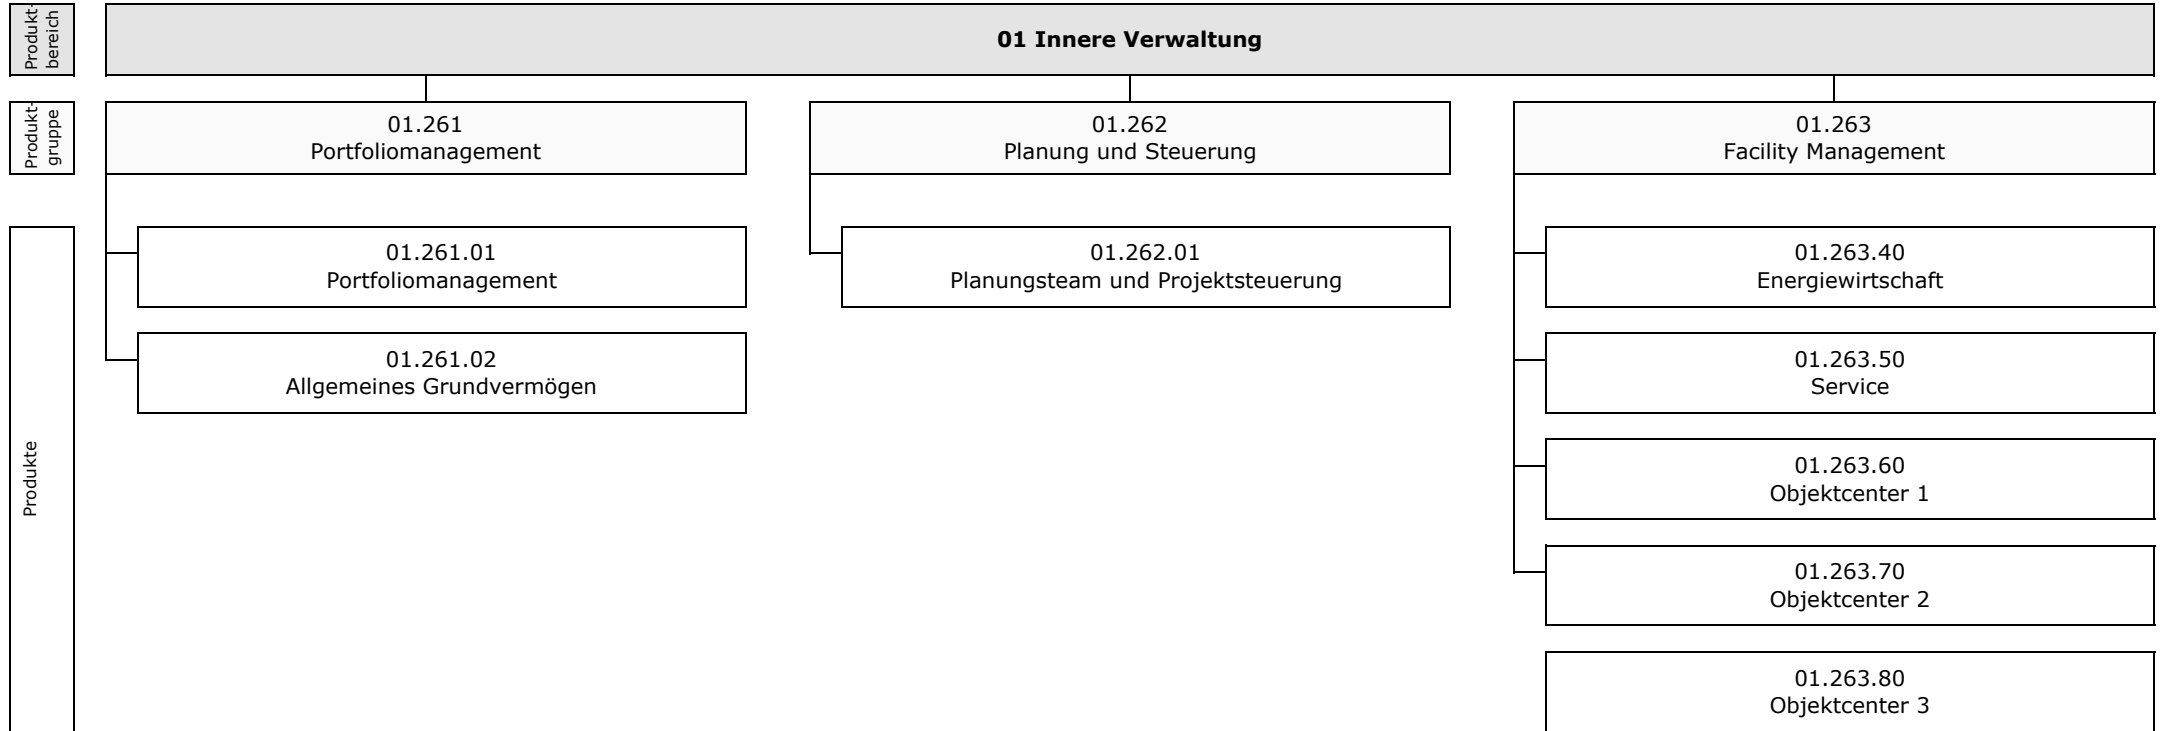 Produkt-
bereich
01 Innere Verwaltung
Produkt-
gruppe
01.261
Portfoliomanagement
01.262
Planung und Steuerung
01.263
Facility Management
Produkte
01.261.01
Portfoliomanagement
01.262.01
Planungsteam und Projektsteuerung
01.263.40
Energiewirtschaft
01.261.02
Allgemeines Grundvermögen
01.263.50
Service
01.263.60
Objektcenter 1
01.263.70
Objektcenter 2
01.263.80
Objektcenter 3